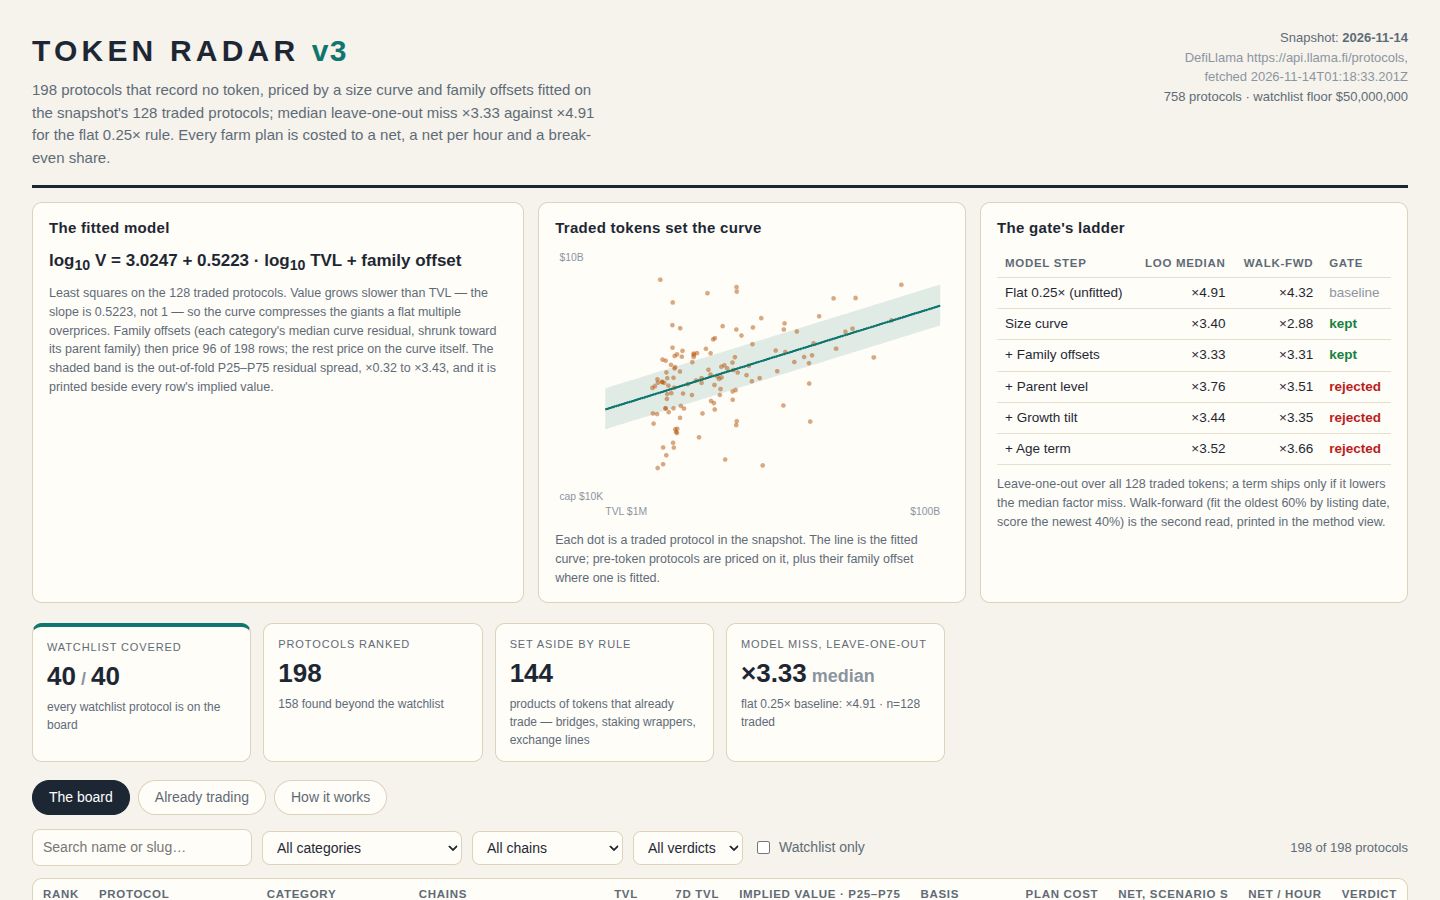 TOKEN RADAR v3
198 protocols that record no token, priced by a size curve and family offsets fitted on
the snapshot's 128 traded protocols; median leave-one-out miss ×3.33 against ×4.91
for the flat 0.25× rule. Every farm plan is costed to a net, a net per hour and a break-
even share.
Snapshot: 2026-11-14
DefiLlama https://api.llama.fi/protocols,
fetched 2026-11-14T01:18:33.201Z
758 protocols · watchlist floor $50,000,000
The fitted model
log10 V = 3.0247 + 0.5223 · log10 TVL + family offset
Least squares on the 128 traded protocols. Value grows slower than TVL — the
slope is 0.5223, not 1 — so the curve compresses the giants a flat multiple
overprices. Family offsets (each category's median curve residual, shrunk toward
its parent family) then price 96 of 198 rows; the rest price on the curve itself. The
shaded band is the out-of-fold P25–P75 residual spread, ×0.32 to ×3.43, and it is
printed beside every row's implied value.
Traded tokens set the curve
$10B
cap $10K
TVL $1M
$100B
Each dot is a traded protocol in the snapshot. The line is the fitted
curve; pre-token protocols are priced on it, plus their family offset
where one is fitted.
The gate's ladder
MODEL STEP LOO MEDIAN WALK-FWD GATE
Flat 0.25× (unfitted) ×4.91 ×4.32 baseline
Size curve ×3.40 ×2.88 kept
+ Family offsets ×3.33 ×3.31 kept
+ Parent level ×3.76 ×3.51 rejected
+ Growth tilt ×3.44 ×3.35 rejected
+ Age term ×3.52 ×3.66 rejected
Leave-one-out over all 128 traded tokens; a term ships only if it lowers
the median factor miss. Walk-forward (fit the oldest 60% by listing date,
score the newest 40%) is the second read, printed in the method view.
WATCHLIST COVERED
40 / 40
every watchlist protocol is on the
board
PROTOCOLS RANKED
198
158 found beyond the watchlist
SET ASIDE BY RULE
144
products of tokens that already
trade — bridges, staking wrappers,
exchange lines
MODEL MISS, LEAVE-ONE-OUT
×3.33 median
flat 0.25× baseline: ×4.91 · n=128
traded
The board
Already trading
How it works
Search name or slug…
All categories
All chains
All verdicts
Watchlist only
198 of 198 protocols
RANK PROTOCOL CATEGORY CHAINS TVL 7D TVL IMPLIED VALUE · P25–P75 BASIS PLAN COST NET, SCENARIO S NET / HOUR VERDICT